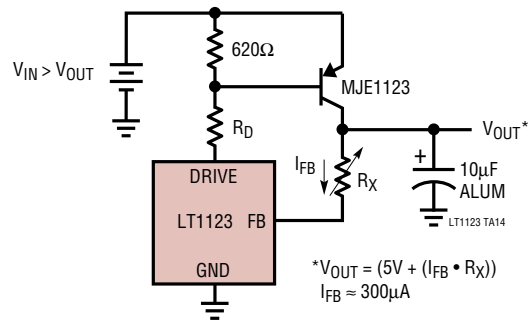 620Ω
V_IN > V_OUT
MJE1123
R_D
V_OUT*
I_FB
R_X
+
10μF
ALUM
DRIVE
LT1123 FB
GND
LT1123 TA14
*V_OUT = (5V + (I_FB • R_X))
I_FB ≈ 300μA